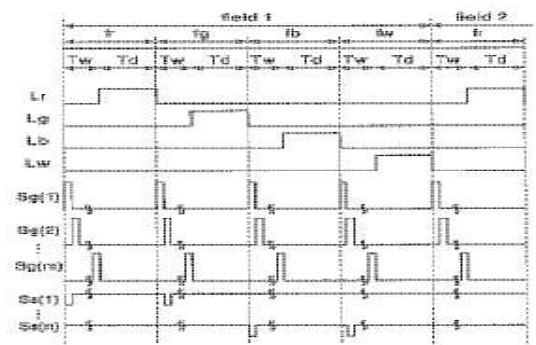 field 1 field 2
fr fg fb fw fr
Tw Td Tw Td Tw Td Tw Td Tw Td
Lr
Lg
Lb
Lw
Sg(1)
Sg(2)
Sg(m)
Ss(1)
Ss(n)